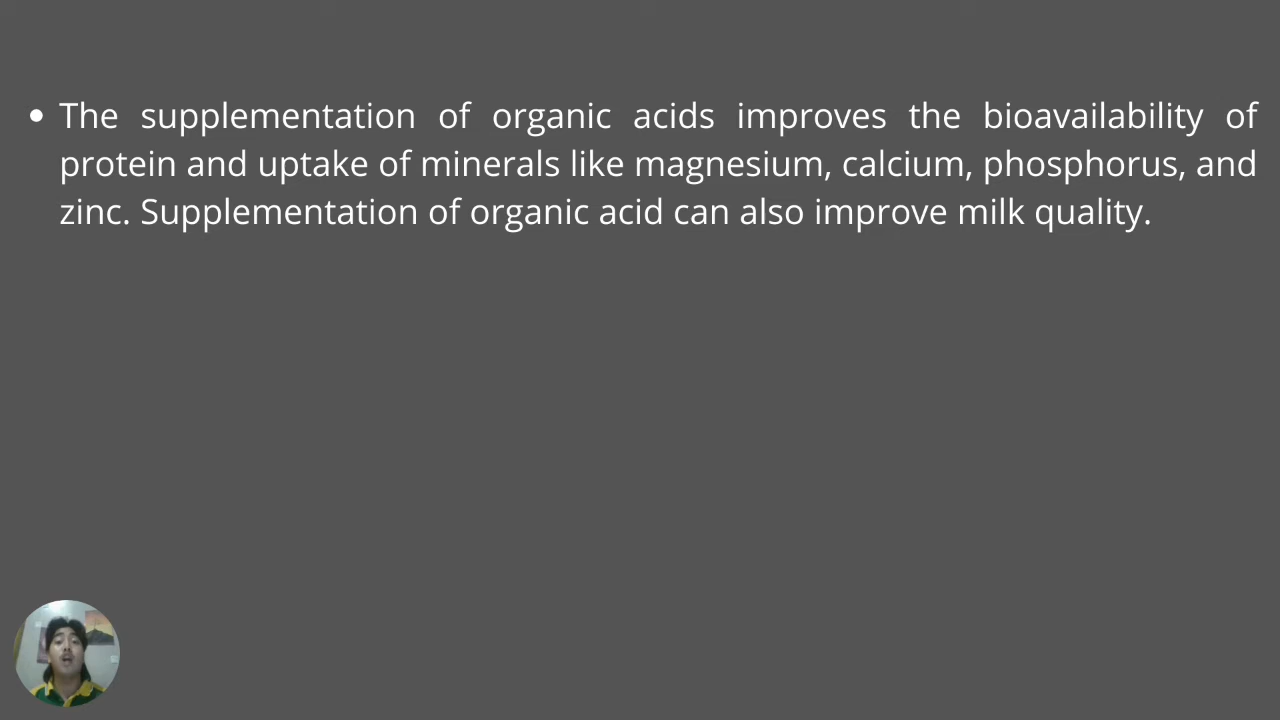 • The supplementation of organic acids improves the bioavailability of
protein and uptake of minerals like magnesium, calcium, phosphorus, and
zinc. Supplementation of organic acid can also improve milk quality.